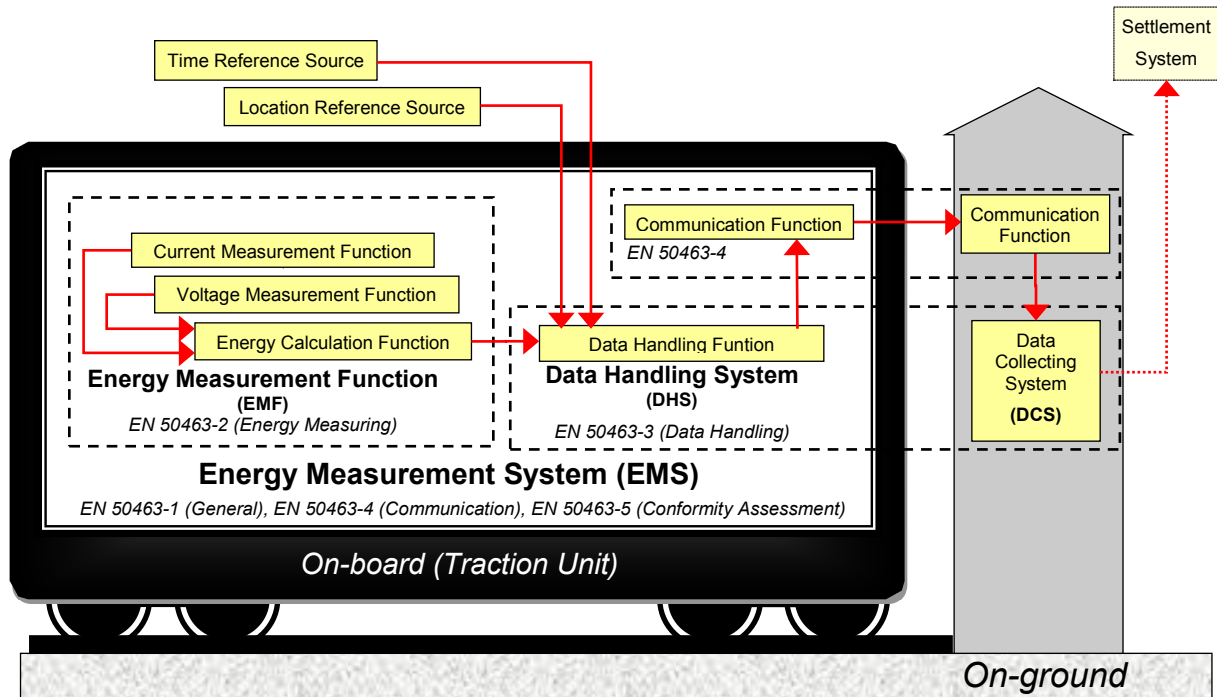 Settlement
System
Time Reference Source
Location Reference Source
Communication Function
EN 50463-4
Communication
Function
Current Measurement Function
Voltage Measurement Function
Energy Calculation Function
Energy Measurement Function
(EMF)
EN 50463-2 (Energy Measuring)
Data Handling Funtion
Data Handling System
(DHS)
EN 50463-3 (Data Handling)
Data
Collecting
System
(DCS)
Energy Measurement System (EMS)
EN 50463-1 (General), EN 50463-4 (Communication), EN 50463-5 (Conformity Assessment)
On-board (Traction Unit)
On-ground